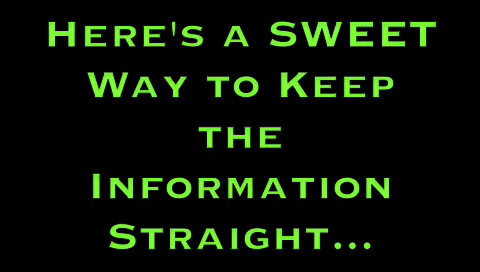 Here's a SWEET
Way to Keep
the
Information
Straight...